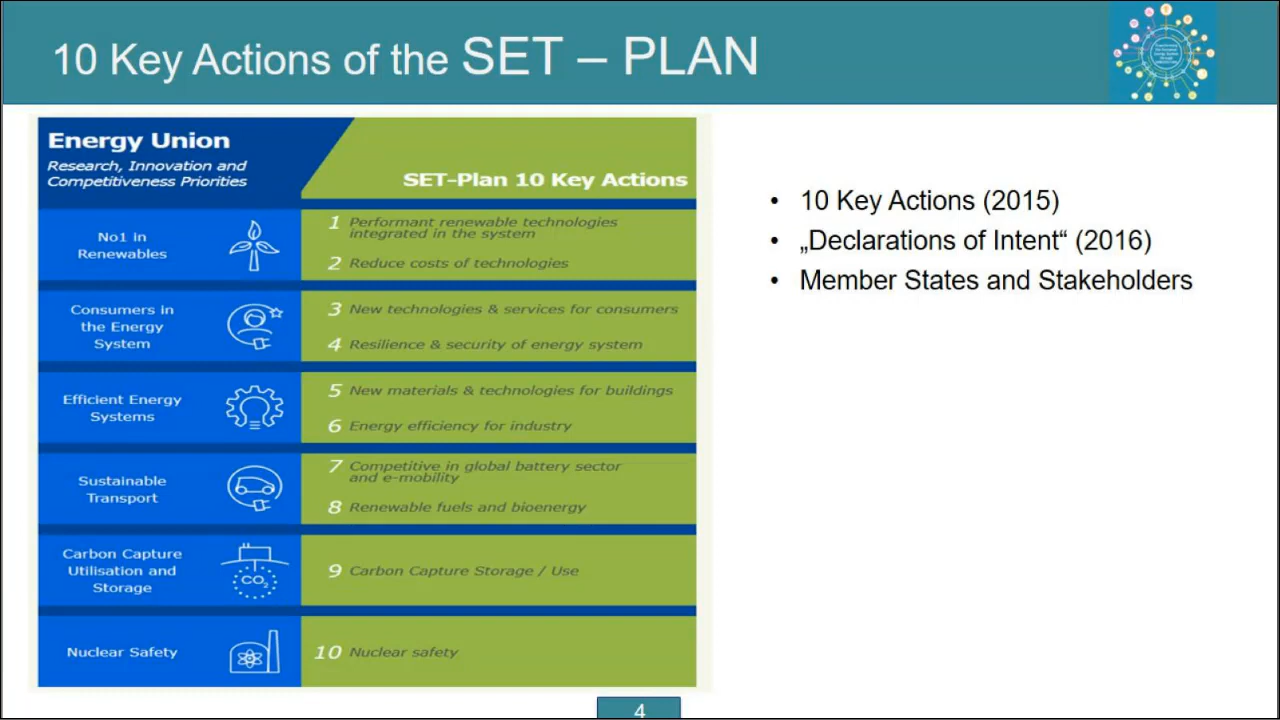 10 Key Actions of the SET – PLAN
Energy Union
Research, Innovation and
Competitiveness Priorities
SET-Plan 10 Key Actions
No1 in
Renewables
1 Performant renewable technologies
integrated in the system
2 Reduce costs of technologies
Consumers in
the Energy
System
3 New technologies & services for consumers
4 Resilience & security of energy system
Efficient Energy
Systems
5 New materials & technologies for buildings
6 Energy efficiency for industry
Sustainable
Transport
7 Competitive in global battery sector
and e-mobility
8 Renewable fuels and bioenergy
Carbon Capture
Utilisation and
Storage
CO2
9 Carbon Capture Storage / Use
Nuclear Safety
10 Nuclear safety
• 10 Key Actions (2015)
• „Declarations of Intent“ (2016)
• Member States and Stakeholders
4